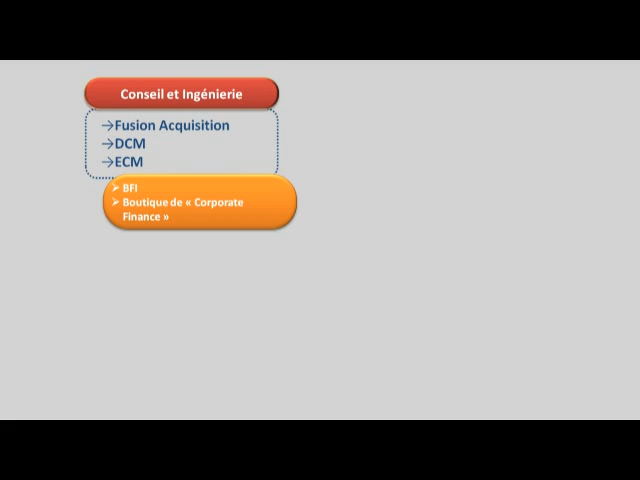 Conseil et Ingénierie
→Fusion Acquisition
→DCM
→ECM
➢ BFI
➢ Boutique de « Corporate
Finance »